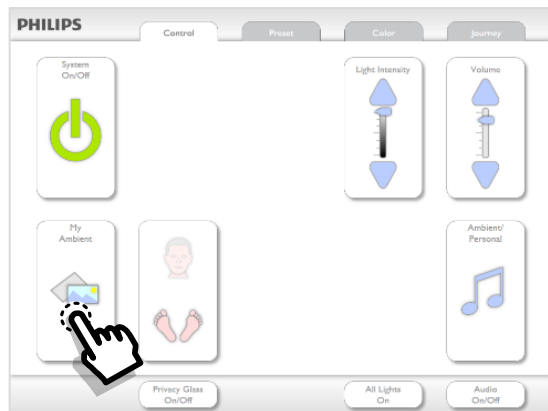 PHILIPS
Control
Preset
Color
Journey
System
On/Off
Light Intensity
Volume
My
Ambient
Ambient/
Personal
Privacy Glass
On/Off
All Lights
On
Audio
On/Off